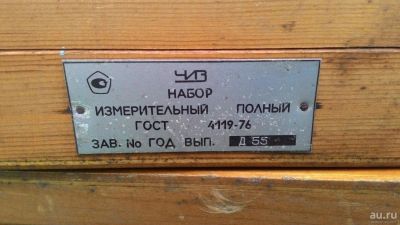 ЧИЗ
НАБОР
ИЗМЕРИТЕЛЬНЫЙ ПОЛНЫЙ
ГОСТ 4119-76
ЗАВ. No ГОД ВЫП. Д 55
au.ru